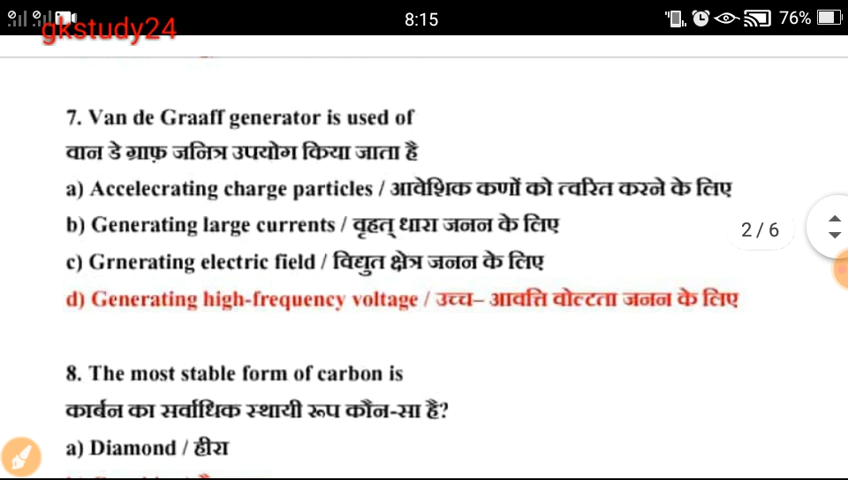 8:15
76%
gkstudy24
7. Van de Graaff generator is used of
वान डे ग्राफ़ जनित्र उपयोग किया जाता है
a) Accelecrating charge particles / आवेशिक कणों को त्वरित करने के लिए
b) Generating large currents / वृहत् धारा जनन के लिए
2 / 6
c) Grnerating electric field / विद्युत क्षेत्र जनन के लिए
d) Generating high-frequency voltage / उच्च– आवत्ति वोल्टता जनन के लिए
8. The most stable form of carbon is
कार्बन का सर्वाधिक स्थायी रूप कौन-सा है?
a) Diamond / हीरा